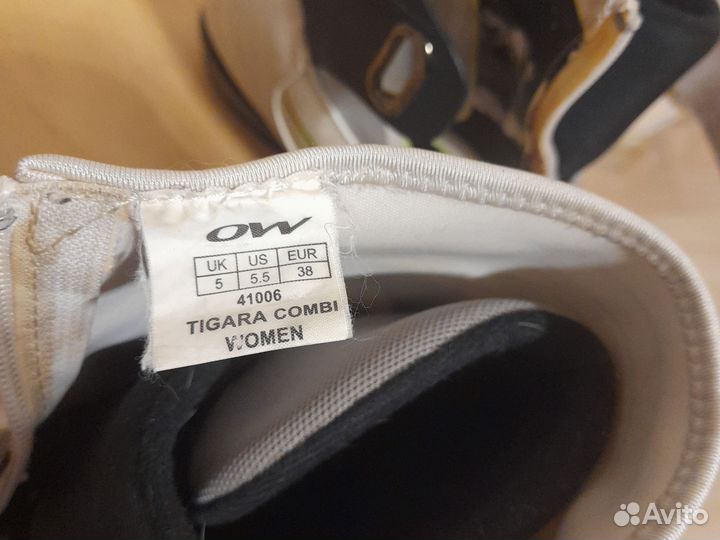 OW
UK US EUR
5 5.5 38
41006
TIGARA COMBI
WOMEN
Avito